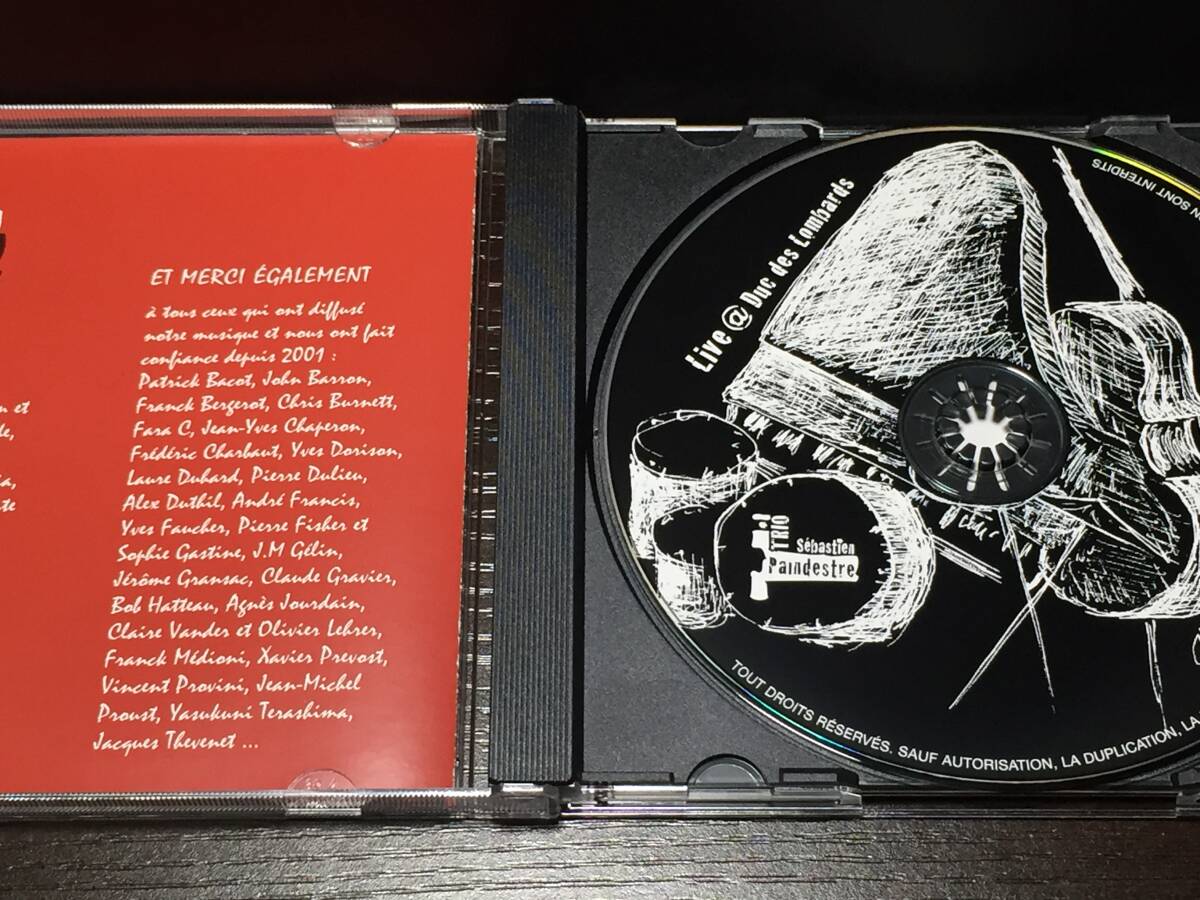 ET MERCI ÉGALEMENT
à tous ceux qui ont diffusé
notre musique et nous ont fait
confiance depuis 2001 :
Patrick Bacot, John Barron,
Franck Bergerot, Chris Burnett,
Fara C, Jean-Yves Chaperon,
Frédéric Charbaut, Yves Dorison,
Laure Duhard, Pierre Dulieu,
Alex Duthil, André Francis,
Yves Faucher, Pierre Fisher et
Sophie Gastine, J.M Gélin,
Jérôme Gransac, Claude Gravier,
Bob Hatteau, Agnès Jourdain,
Claire Vander et Olivier Lehrer,
Franck Médioni, Xavier Prevost,
Vincent Provini, Jean-Michel
Proust, Yasukuni Terashima,
Jacques Thevenet ...
et
Live @ Duc des Lombards
TRIO
Sébastien
Paindestre
TOUT DROITS RÉSERVÉS. SAUF AUTORISATION, LA DUPLICATION, LA
N SONT INTERDITS